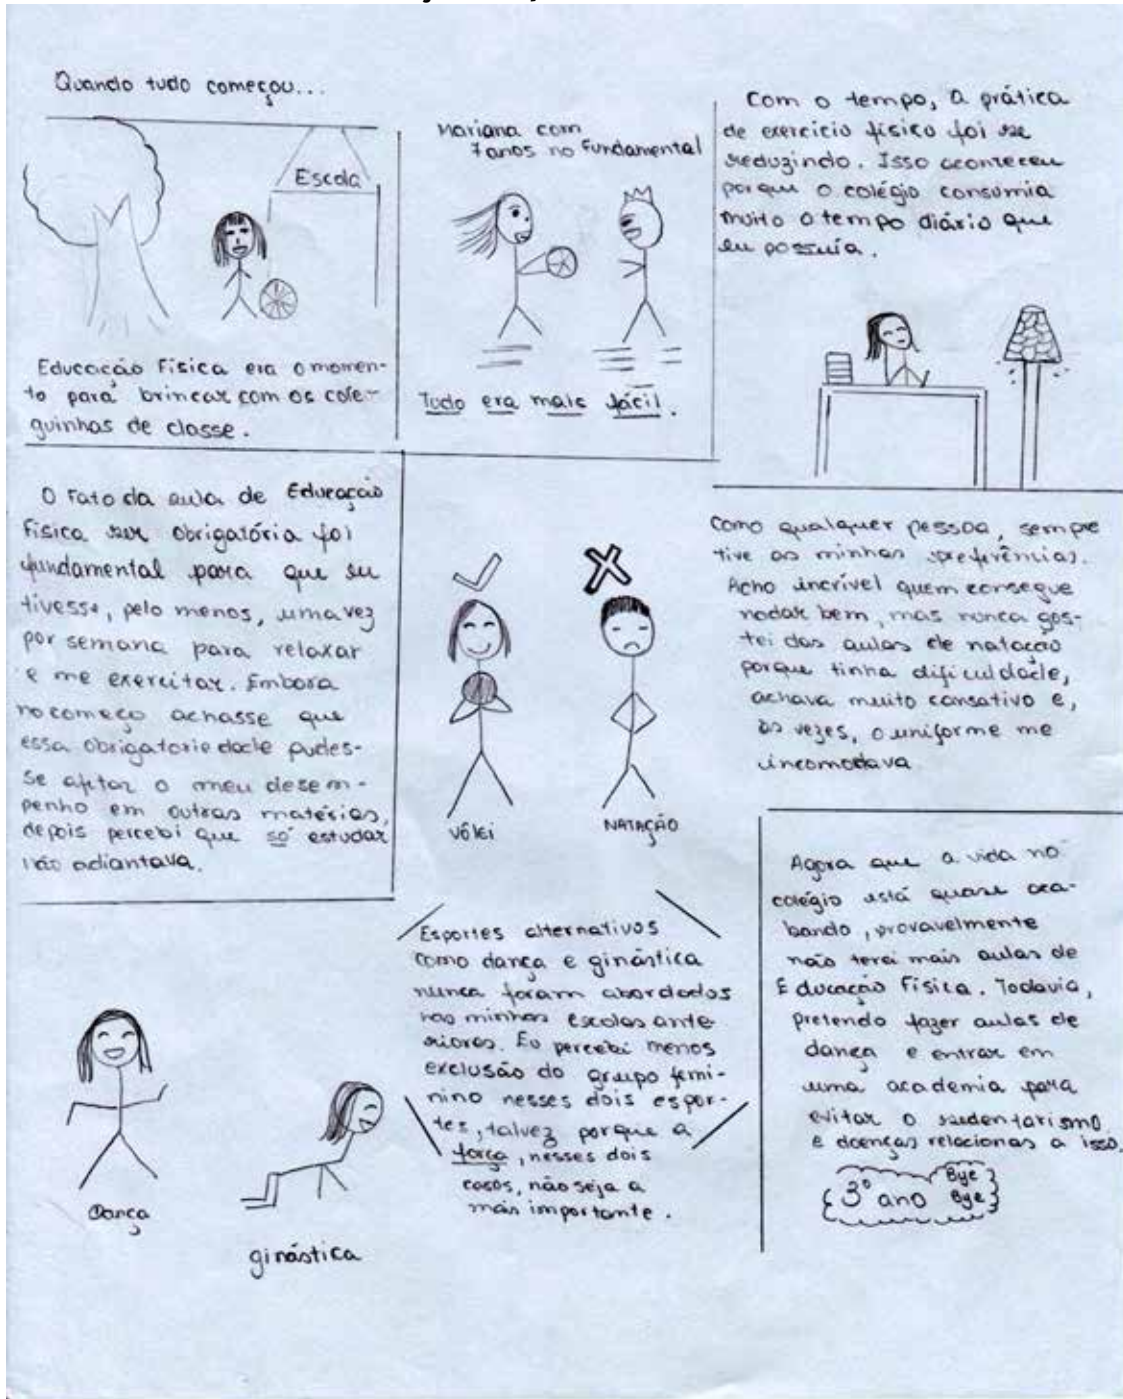 Quando tudo começou...
Escola
Educação Física era o momen-
to para brincar com os cole-
guinhas de classe.
Mariana com
7 anos no Fundamental
Tudo era mais fácil.
Com o tempo, a prática
de exercício físico foi se
reduzindo. Isso aconteceu
porque o colégio consumia
muito o tempo diário que
eu possuía.
O Fato da aula de Educação
Física ser obrigatória foi
fundamental para que eu
tivesse, pelo menos, uma vez
por semana para relaxar
e me exercitar. Embora
no começo achasse que
essa obrigatoriedade pudes-
se afetar o meu desem-
penho em outras matérias,
depois percebi que só estudar
não adiantava.
VÔLEI
NATAÇÃO
Como qualquer pessoa, sempre
tive as minhas preferências.
Acho incrível quem consegue
nadar bem, mas nunca gos-
tei das aulas de natação
porque tinha dificuldade,
achava muito cansativo e,
às vezes, o uniforme me
incomodava.
Dança
ginástica
Esportes alternativos
como dança e ginástica
nunca foram abordados
nas minhas escolas ante-
riores. Eu percebi menos
exclusão do grupo femi-
nino nesses dois espor-
tes, talvez porque a
força, nesses dois
casos, não seja a
mais importante.
Agora que a vida no
colégio está quase aca-
bando, provavelmente
não terei mais aulas de
Educação Física. Todavia,
pretendo fazer aulas de
dança e entrar em
uma academia para
evitar o sedentarismo
e doenças relacionas a isso.
3º ano Bye
Bye